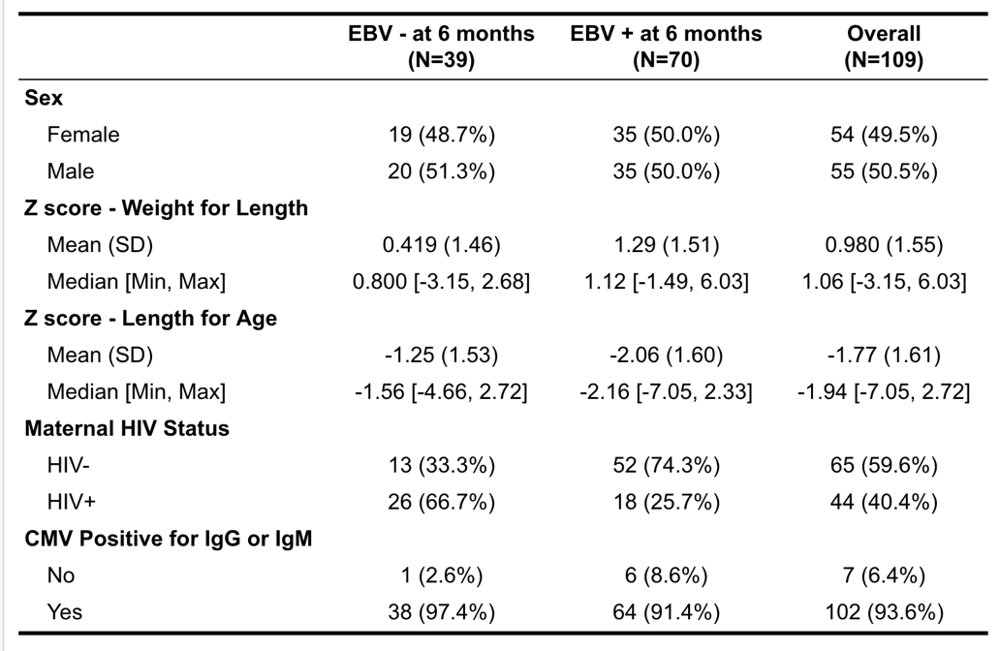 EBV - at 6 months EBV + at 6 months Overall
(N=39) (N=70) (N=109)
Sex
Female 19 (48.7%) 35 (50.0%) 54 (49.5%)
Male 20 (51.3%) 35 (50.0%) 55 (50.5%)
Z score - Weight for Length
Mean (SD) 0.419 (1.46) 1.29 (1.51) 0.980 (1.55)
Median [Min, Max] 0.800 [-3.15, 2.68] 1.12 [-1.49, 6.03] 1.06 [-3.15, 6.03]
Z score - Length for Age
Mean (SD) -1.25 (1.53) -2.06 (1.60) -1.77 (1.61)
Median [Min, Max] -1.56 [-4.66, 2.72] -2.16 [-7.05, 2.33] -1.94 [-7.05, 2.72]
Maternal HIV Status
HIV- 13 (33.3%) 52 (74.3%) 65 (59.6%)
HIV+ 26 (66.7%) 18 (25.7%) 44 (40.4%)
CMV Positive for IgG or IgM
No 1 (2.6%) 6 (8.6%) 7 (6.4%)
Yes 38 (97.4%) 64 (91.4%) 102 (93.6%)